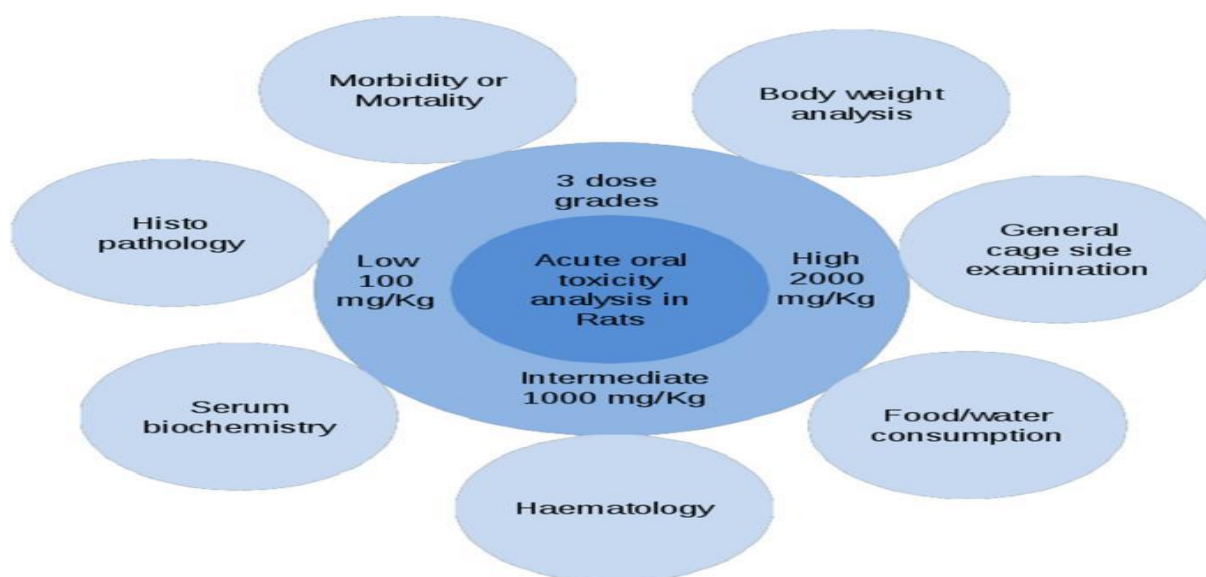 Morbidity or
Mortality
Body weight
analysis
3 dose
grades
Histo
pathology
General
cage side
examination
Low
100
mg/Kg
Acute oral
toxicity
analysis in
Rats
High
2000
mg/Kg
Intermediate
1000 mg/Kg
Serum
biochemistry
Food/water
consumption
Haematology